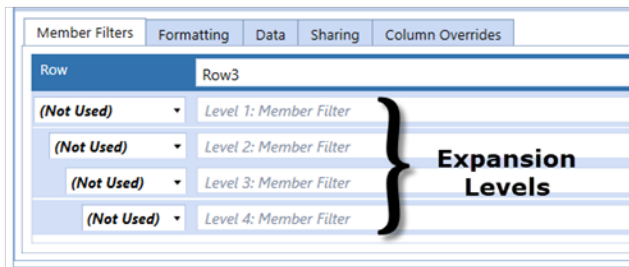 Member Filters Formatting Data Sharing Column Overrides
Row Row3
(Not Used) Level 1: Member Filter
(Not Used) Level 2: Member Filter
(Not Used) Level 3: Member Filter
(Not Used) Level 4: Member Filter
Expansion
Levels